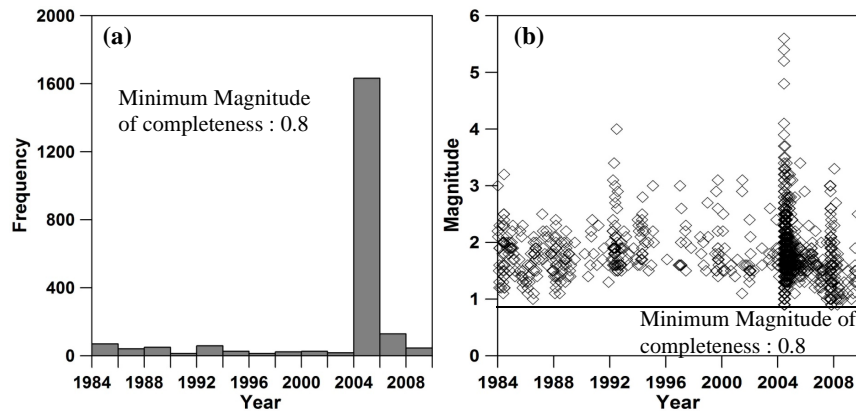 (a)
Minimum Magnitude
of completeness : 0.8
Frequency
2000
1600
1200
800
400
0
1984 1988 1992 1996 2000 2004 2008
Year
(b)
Magnitude
6
5
4
3
2
1
0
Minimum Magnitude of
completeness : 0.8
1984 1988 1992 1996 2000 2004 2008
Year